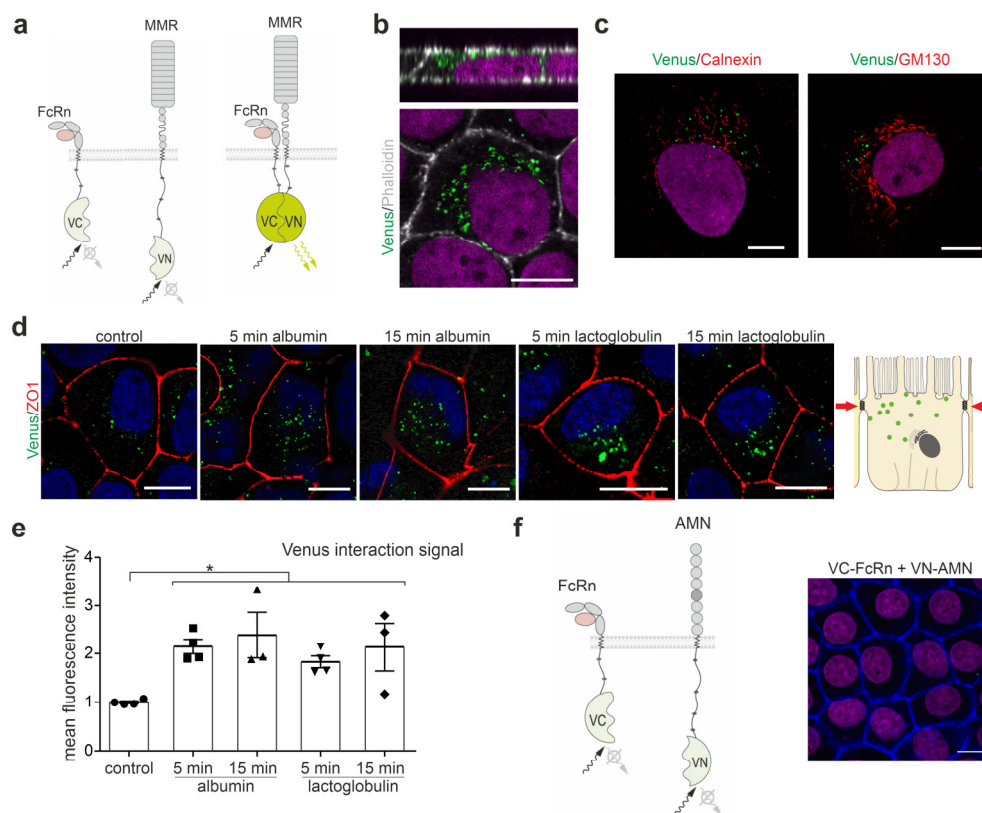 a
MMR
MMR
FcRn
FcRn
VC
VN
VC VN
b
Venus/Phalloidin
c
Venus/Calnexin
Venus/GM130
d
control
5 min albumin
15 min albumin
5 min lactoglobulin
15 min lactoglobulin
Venus/ZO1
e
Venus interaction signal
mean fluorescence intensity
4
3
2
1
0
*
control
5 min 15 min 5 min 15 min
albumin lactoglobulin
f
AMN
FcRn
VC
VN
VC-FcRn + VN-AMN